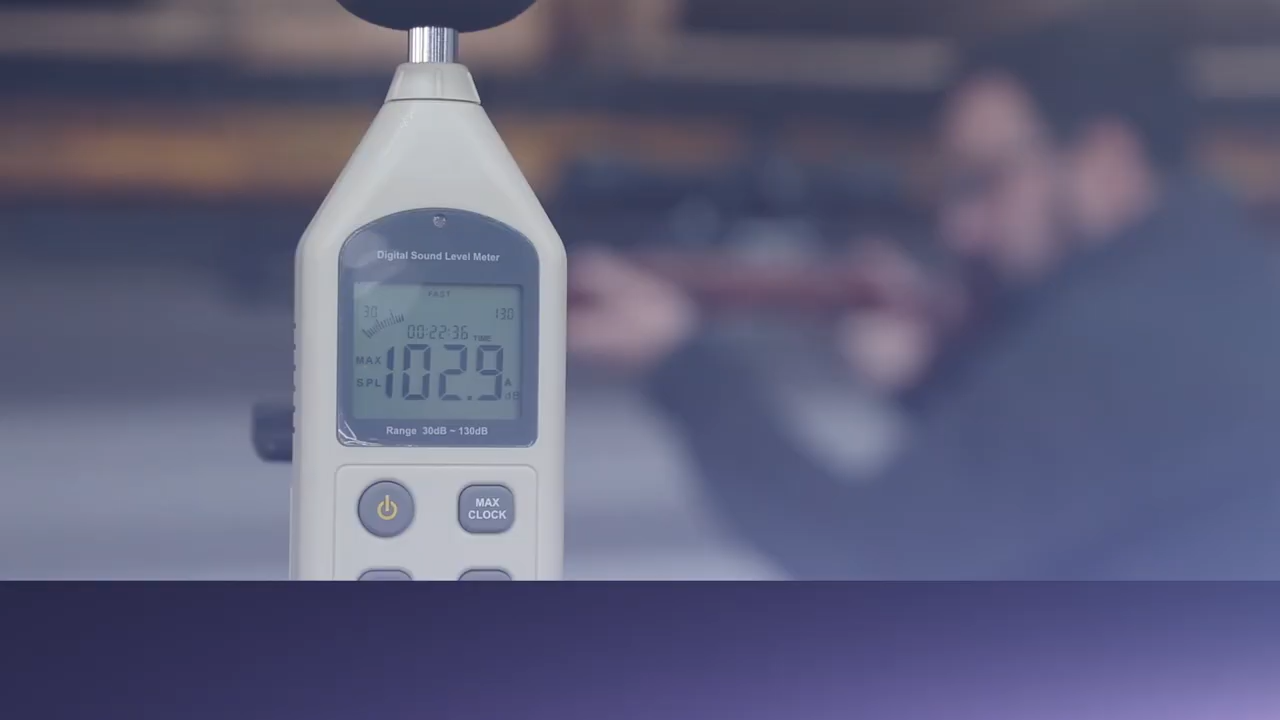 Digital Sound Level Meter
FAST
30 130
00:22:36 TIME
MAX
102.9
SPL
A
dB
Range 30dB ~ 130dB
MAX
CLOCK